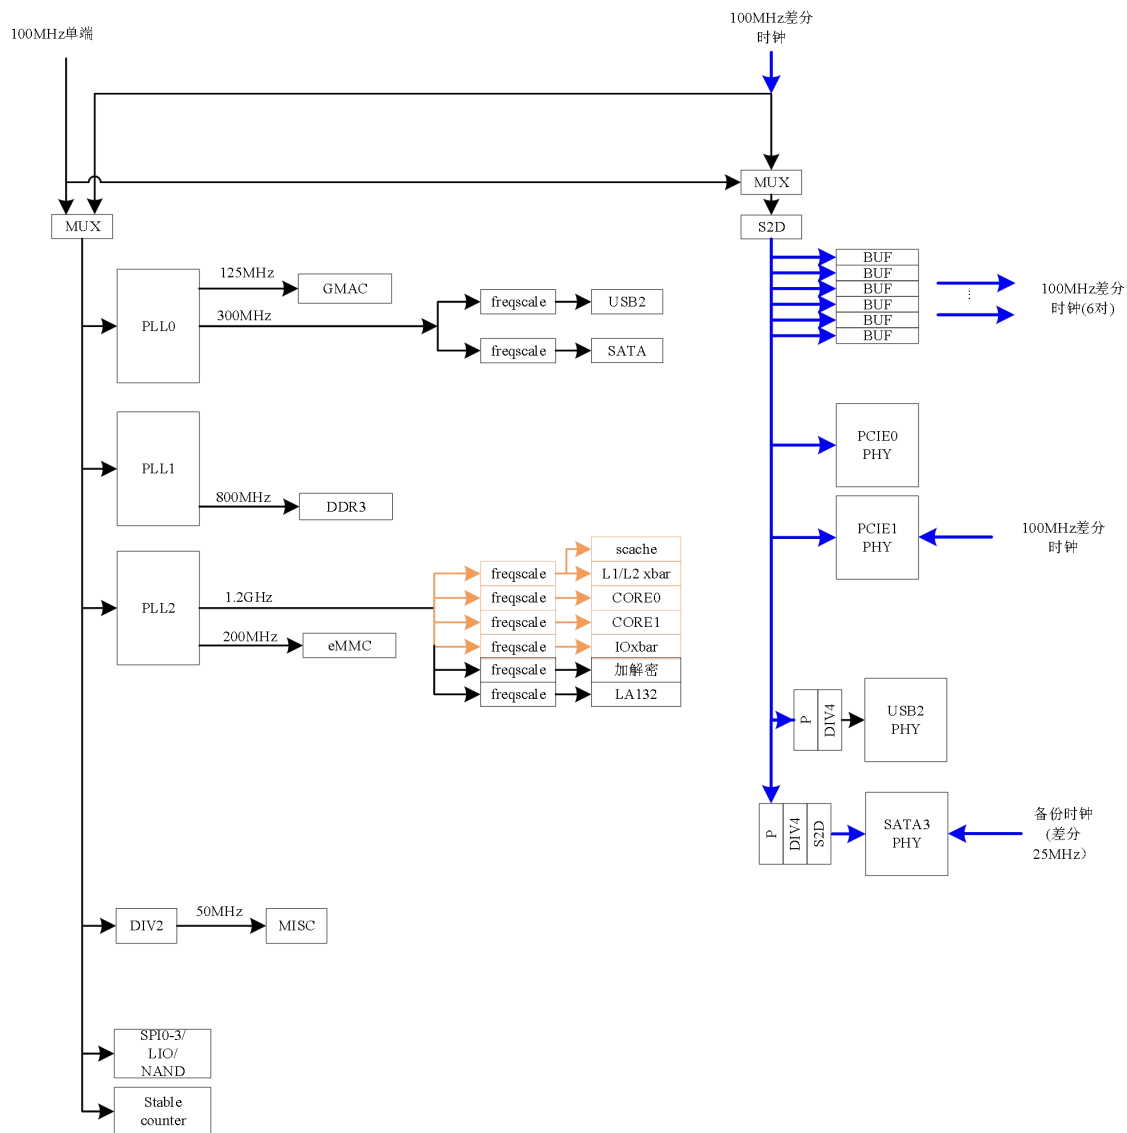 100MHz单端
100MHz差分
时钟
MUX
MUX
S2D
125MHz
GMAC
PLL0
300MHz
freqscale
USB2
freqscale
SATA
BUF
BUF
BUF
BUF
BUF
BUF
...
100MHz差分
时钟(6对)
PLL1
800MHz
DDR3
PCIE0
PHY
PCIE1
PHY
100MHz差分
时钟
PLL2
1.2GHz
200MHz
eMMC
scache
freqscale
L1/L2 xbar
freqscale
CORE0
freqscale
CORE1
freqscale
IOxbar
freqscale
加解密
freqscale
LA132
P
DIV4
USB2
PHY
P
DIV4
S2D
SATA3
PHY
备份时钟
(差分
25MHz）
DIV2
50MHz
MISC
SPI0-3/
LIO/
NAND
Stable
counter